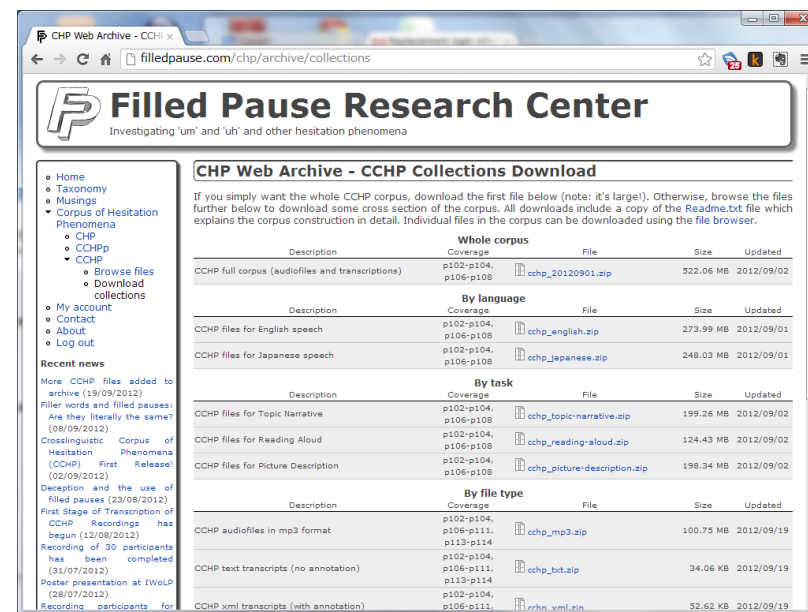 CHP Web Archive - CCH
filledpause.com/chp/archive/collections
25
k
Filled Pause Research Center
Investigating 'um' and 'uh' and other hesitation phenomena
Home
Taxonomy
Musings
Corpus of Hesitation
Phenomena
CHP
CCHPp
CCHP
Browse files
Download
collections
My account
Contact
About
Log out
Recent news
More CCHP files added to
archive (19/09/2012)
Filler words and filled pauses:
Are they literally the same?
(08/09/2012)
Crosslinguistic Corpus of
Hesitation Phenomena
(CCHP) First Release!
(02/09/2012)
Deception and the use of
filled pauses (23/08/2012)
First Stage of Transcription of
CCHP Recordings has
begun (12/08/2012)
Recording of 30 participants
has been completed
(31/07/2012)
Poster presentation at IWoLP
(28/07/2012)
Recording participants for
CHP Web Archive - CCHP Collections Download
If you simply want the whole CCHP corpus, download the first file below (note: it's large!). Otherwise, browse the files
further below to download some cross section of the corpus. All downloads include a copy of the Readme.txt file which
explains the corpus construction in detail. Individual files in the corpus can be downloaded using the file browser.
Whole corpus
Description Coverage File Size Updated
CCHP full corpus (audiofiles and transcriptions) p102-p104, p106-p108 cchp_20120901.zip 522.06 MB 2012/09/02
By language
Description Coverage File Size Updated
CCHP files for English speech p102-p104, p106-p108 cchp_english.zip 273.99 MB 2012/09/01
CCHP files for Japanese speech p102-p104, p106-p108 cchp_japanese.zip 248.03 MB 2012/09/01
By task
Description Coverage File Size Updated
CCHP files for Topic Narrative p102-p104, p106-p108 cchp_topic-narrative.zip 199.26 MB 2012/09/02
CCHP files for Reading Aloud p102-p104, p106-p108 cchp_reading-aloud.zip 124.43 MB 2012/09/02
CCHP files for Picture Description p102-p104, p106-p108 cchp_picture-description.zip 198.34 MB 2012/09/02
By file type
Description Coverage File Size Updated
CCHP audiofiles in mp3 format p102-p104, p106-p111, p113-p114 cchp_mp3.zip 100.75 MB 2012/09/19
CCHP text transcripts (no annotation) p102-p104, p106-p111, p113-p114 cchp_txt.zip 34.06 KB 2012/09/19
CCHP xml transcripts (with annotation) p102-p104, p106-p111, cchp_xml.zip 52.62 KB 2012/09/19